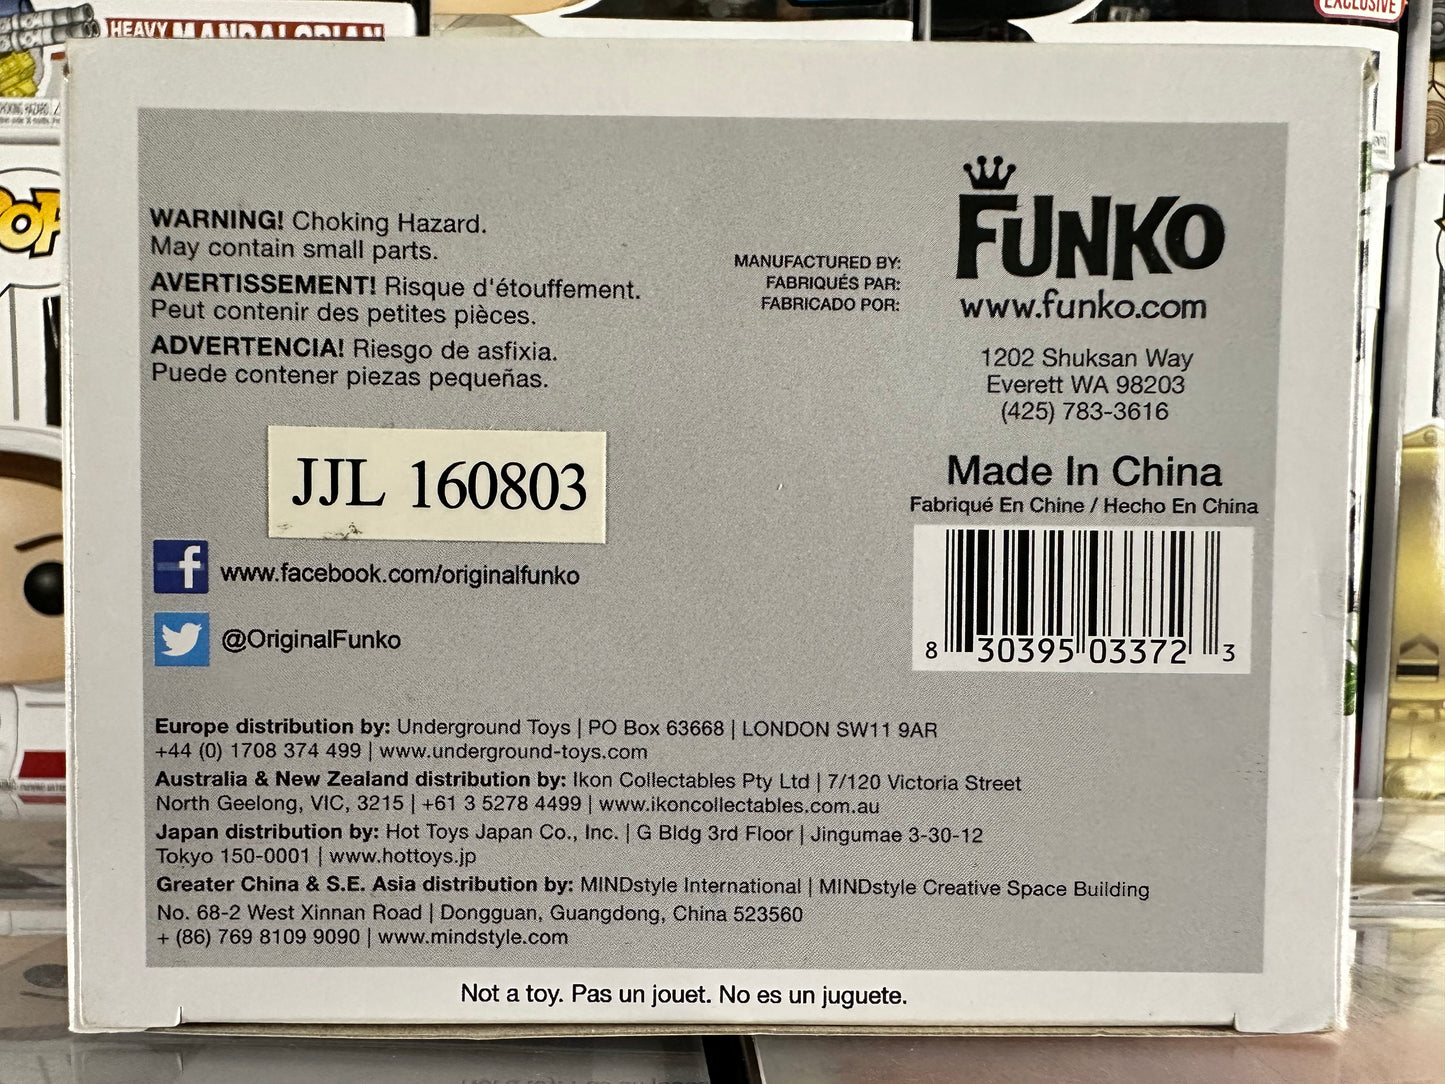 HEAVY MANDALORIAN
EXCLUSIVE
POP
WARNING! Choking Hazard.
May contain small parts.
AVERTISSEMENT! Risque d'étouffement.
Peut contenir des petites pièces.
ADVERTENCIA! Riesgo de asfixia.
Puede contener piezas pequeñas.
MANUFACTURED BY:
FABRIQUÉS PAR:
FABRICADO POR:
FUNKO
www.funko.com
1202 Shuksan Way
Everett WA 98203
(425) 783-3616
Made In China
Fabriqué En Chine / Hecho En China
8 30395 03372 3
JJL 160803
f www.facebook.com/originalfunko
@OriginalFunko
Europe distribution by: Underground Toys | PO Box 63668 | LONDON SW11 9AR
+44 (0) 1708 374 499 | www.underground-toys.com
Australia & New Zealand distribution by: Ikon Collectables Pty Ltd | 7/120 Victoria Street
North Geelong, VIC, 3215 | +61 3 5278 4499 | www.ikoncollectables.com.au
Japan distribution by: Hot Toys Japan Co., Inc. | G Bldg 3rd Floor | Jingumae 3-30-12
Tokyo 150-0001 | www.hottoys.jp
Greater China & S.E. Asia distribution by: MINDstyle International | MINDstyle Creative Space Building
No. 68-2 West Xinnan Road | Dongguan, Guangdong, China 523560
+ (86) 769 8109 9090 | www.mindstyle.com
Not a toy. Pas un jouet. No es un juguete.